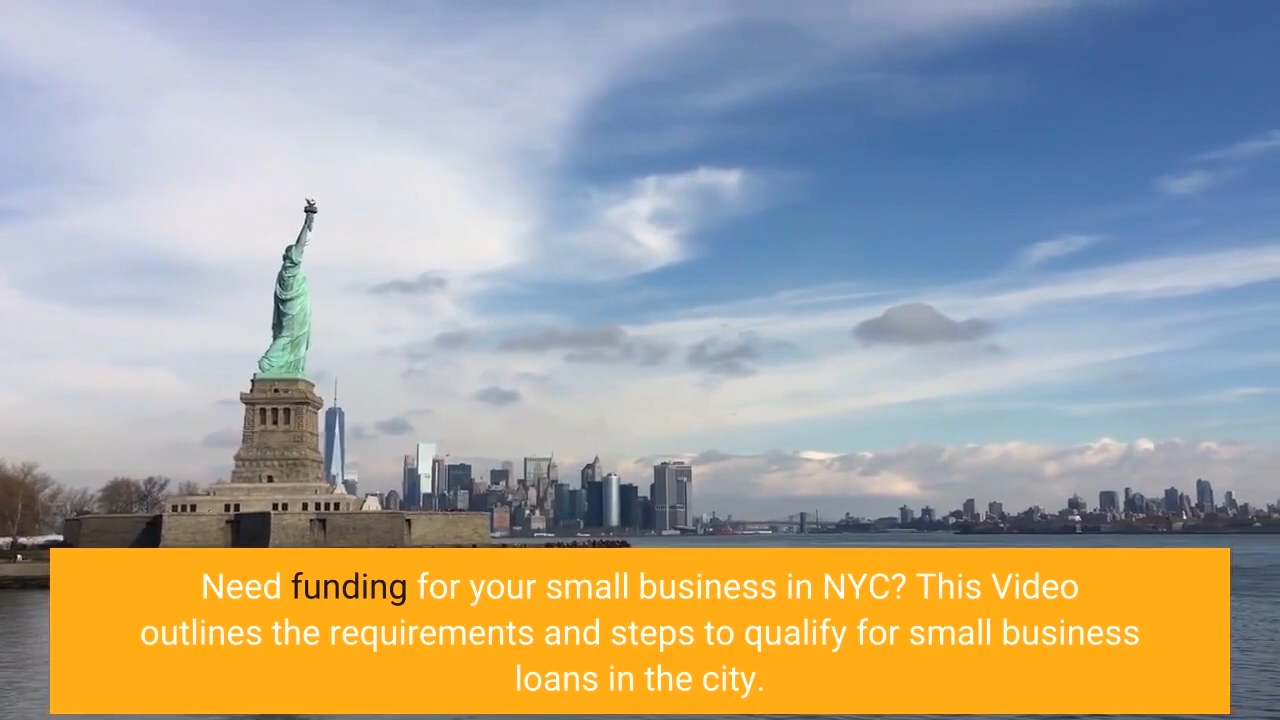 Need funding for your small business in NYC? This Video
outlines the requirements and steps to qualify for small business
loans in the city.